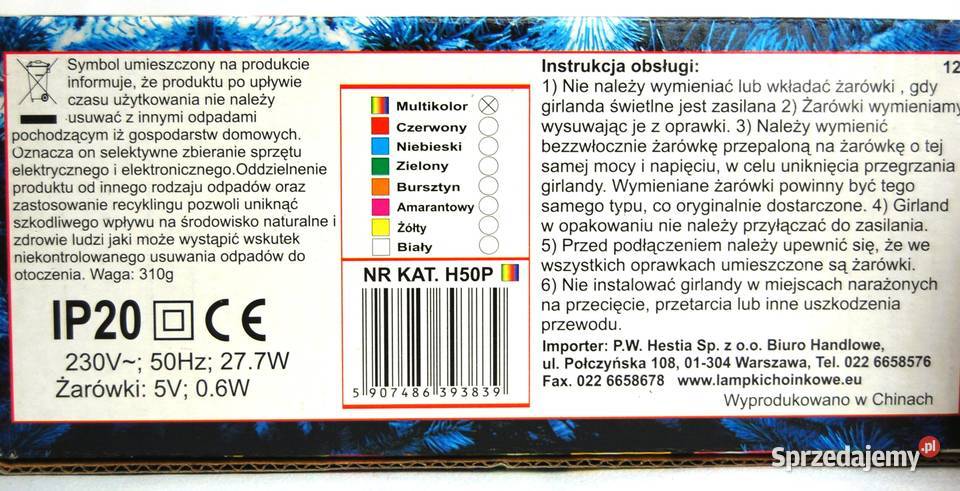 Symbol umieszczony na produkcie
informuje, że produktu po upływie
czasu użytkowania nie należy
usuwać z innymi odpadami
pochodzącym iż gospodarstw domowych.
Oznacza on selektywne zbieranie sprzętu
elektrycznego i elektronicznego.Oddzielnenie
produktu od innego rodzaju odpadów oraz
zastosowanie recyklingu pozwoli uniknąć
szkodliwego wpływu na środowisko naturalne i
zdrowie ludzi jaki może wystąpić wskutek
niekontrolowanego usuwania odpadów do
otoczenia. Waga: 310g
IP20 CE
230V~; 50Hz; 27.7W
Żarówki: 5V; 0.6W
Multikolor
Czerwony
Niebieski
Zielony
Bursztyn
Amarantowy
Żółty
Biały
NR KAT. H50P
5 907486 393839
Instrukcja obsługi: 12
1) Nie należy wymieniać lub wkładać żarówki , gdy
girlanda świetlne jest zasilana 2) Żarówki wymieniamy
wysuwając je z oprawki. 3) Należy wymienić
bezzwłocznie żarówkę przepaloną na żarówkę o tej
samej mocy i napięciu, w celu uniknięcia przegrzania
girlandy. Wymieniane żarówki powinny być tego
samego typu, co oryginalnie dostarczone. 4) Girland
w opakowaniu nie należy przyłączać do zasilania.
5) Przed podłączeniem należy upewnić się, że we
wszystkich oprawkach umieszczone są żarówki.
6) Nie instalować girlandy w miejscach narażonych
na przecięcie, przetarcia lub inne uszkodzenia
przewodu.
Importer: P.W. Hestia Sp. z o.o. Biuro Handlowe,
ul. Połczyńska 108, 01-304 Warszawa, Tel. 022 6658576
Fax. 022 6658678 www.lampkichoinkowe.eu
Wyprodukowano w Chinach
Sprzedajemy.pl